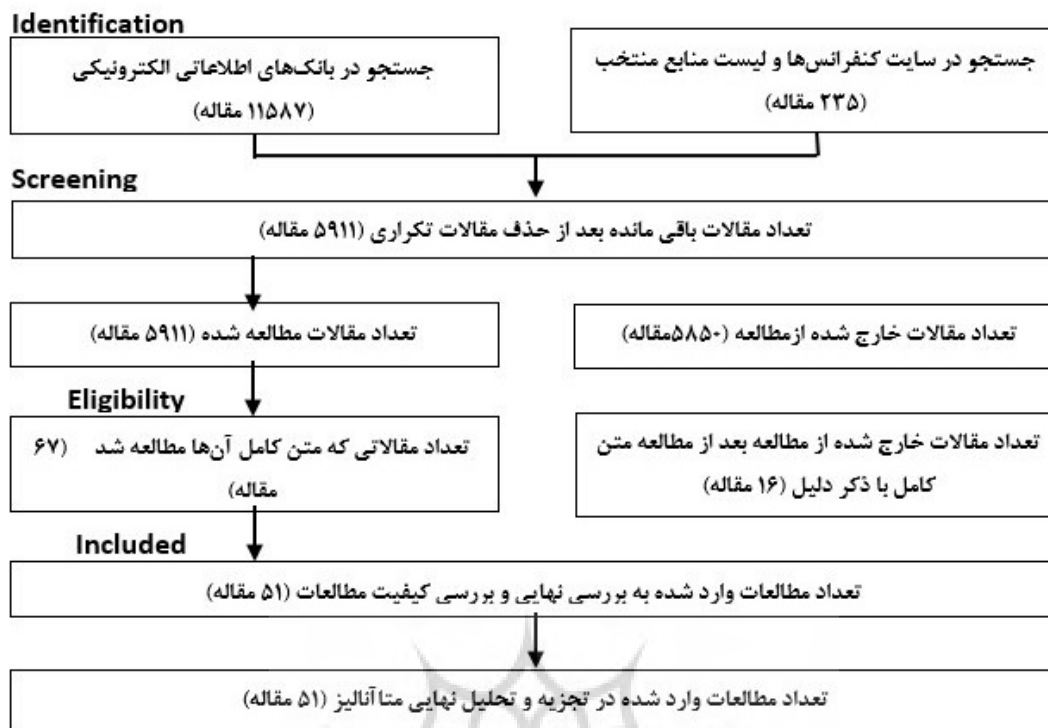 Identification
جستجو در سایت کنفرانس‌ها و لیست منابع منتخب
(۲۳۵ مقاله)
جستجو در بانک‌های اطلاعاتی الکترونیکی
(۱۱۵۸۷ مقاله)
Screening
تعداد مقالات باقی مانده بعد از حذف مقالات تکراری (۵۹۱۱ مقاله)
تعداد مقالات خارج شده ازمطالعه (۵۸۵۰مقاله)
تعداد مقالات مطالعه شده (۵۹۱۱ مقاله)
Eligibility
تعداد مقالات خارج شده از مطالعه بعد از مطالعه متن
کامل با ذکر دلیل (۱۶ مقاله)
تعداد مقالاتی که متن کامل آن‌ها مطالعه شد (۶۷
مقاله)
Included
تعداد مطالعات وارد شده به بررسی نهایی و بررسی کیفیت مطالعات (۵۱ مقاله)
تعداد مطالعات وارد شده در تجزیه و تحلیل نهایی متاآنالیز (۵۱ مقاله)